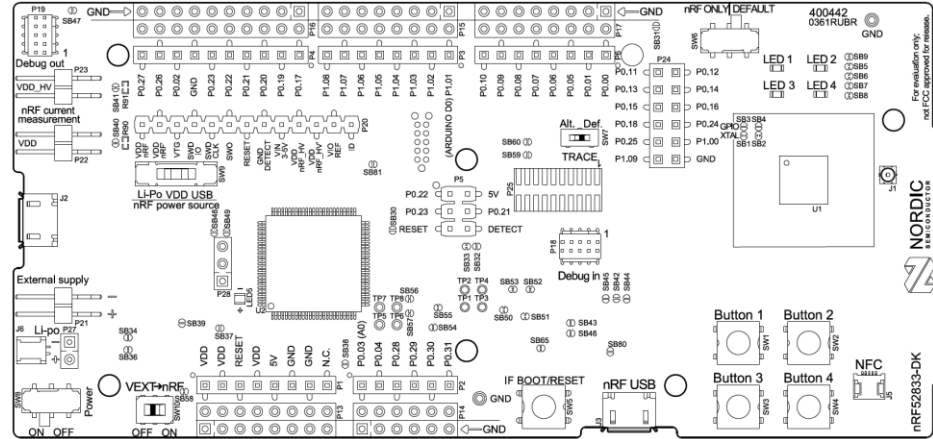 P19
SB47
1
Debug out
P23
VDD_HV
nRF current
measurement
VDD
P22
J2
GND
P16
P15
GND
P17
P4
P3
P6
P0.27
P0.26
P0.02
GND
P0.23
P0.22
P0.21
P0.20
P0.19
P0.17
P1.08
P1.07
P1.06
P1.05
P1.04
P1.03
P1.02
P1.01
P0.10
P0.09
P0.08
P0.07
P0.06
P0.05
P0.01
P0.00
nRF ONLY DEFAULT
SB31
SW6
400442
0361RUBR
GND
LED 1
LED 2
LED 3
LED 4
SB9
SB5
SB6
SB7
SB8
For evaluation only;
not FCC approved for release.
P24
P0.11
P0.12
P0.13
P0.14
P0.15
P0.16
P0.18
P0.24
P0.25
P1.00
P1.09
GND
SB41
R91
SB40
R90
P20
VDD
nRF
VDD
nRF
VTG
SWD
IO
SWD
CLK
SWO
RESET
GND
DETECT
VIN
3-5V
VDD
nRF_HV
VDD
nRF_HV
VIO
REF
ID
SB81
(ARDUINO D0)
SW9
Li-Po VDD USB
nRF power source
SB60
SB59
Alt.
Def.
SW7
TRACE
P25
SB3SB4
GPIO
XTAL
SB1SB2
U1
J1
NORDIC
SEMICONDUCTOR
P5
P0.22
5V
P0.23
P0.21
RESET
DETECT
SB30
SB33
SB32
P18
1
Debug in
SB48
SB49
P28
LED5
U2
External supply
P21
J6
Li-po
P27
SB34
SB36
SB39
SB37
SB38
TP7
TP8
TP5
TP6
SB56
SB57
TP2
TP4
TP1
TP3
SB55
SB54
SB53
SB52
SB50
SB51
SB45
SB42
SB44
SB43
SB46
SB65
SB80
SW8
Power
ON
OFF
VEXT→nRF
SB58
SW10
OFF
ON
VDD
VDD
RESET
VDD
5V
GND
GND
N.C.
P1
P13
P0.03 (A0)
P0.04
P0.28
P0.29
P0.30
P0.31
P2
P14
GND
GND
IF BOOT/RESET
SW5
nRF USB
J3
Button 1
SW1
Button 2
SW2
Button 3
SW3
Button 4
SW4
NFC
J5
nRF52833-DK